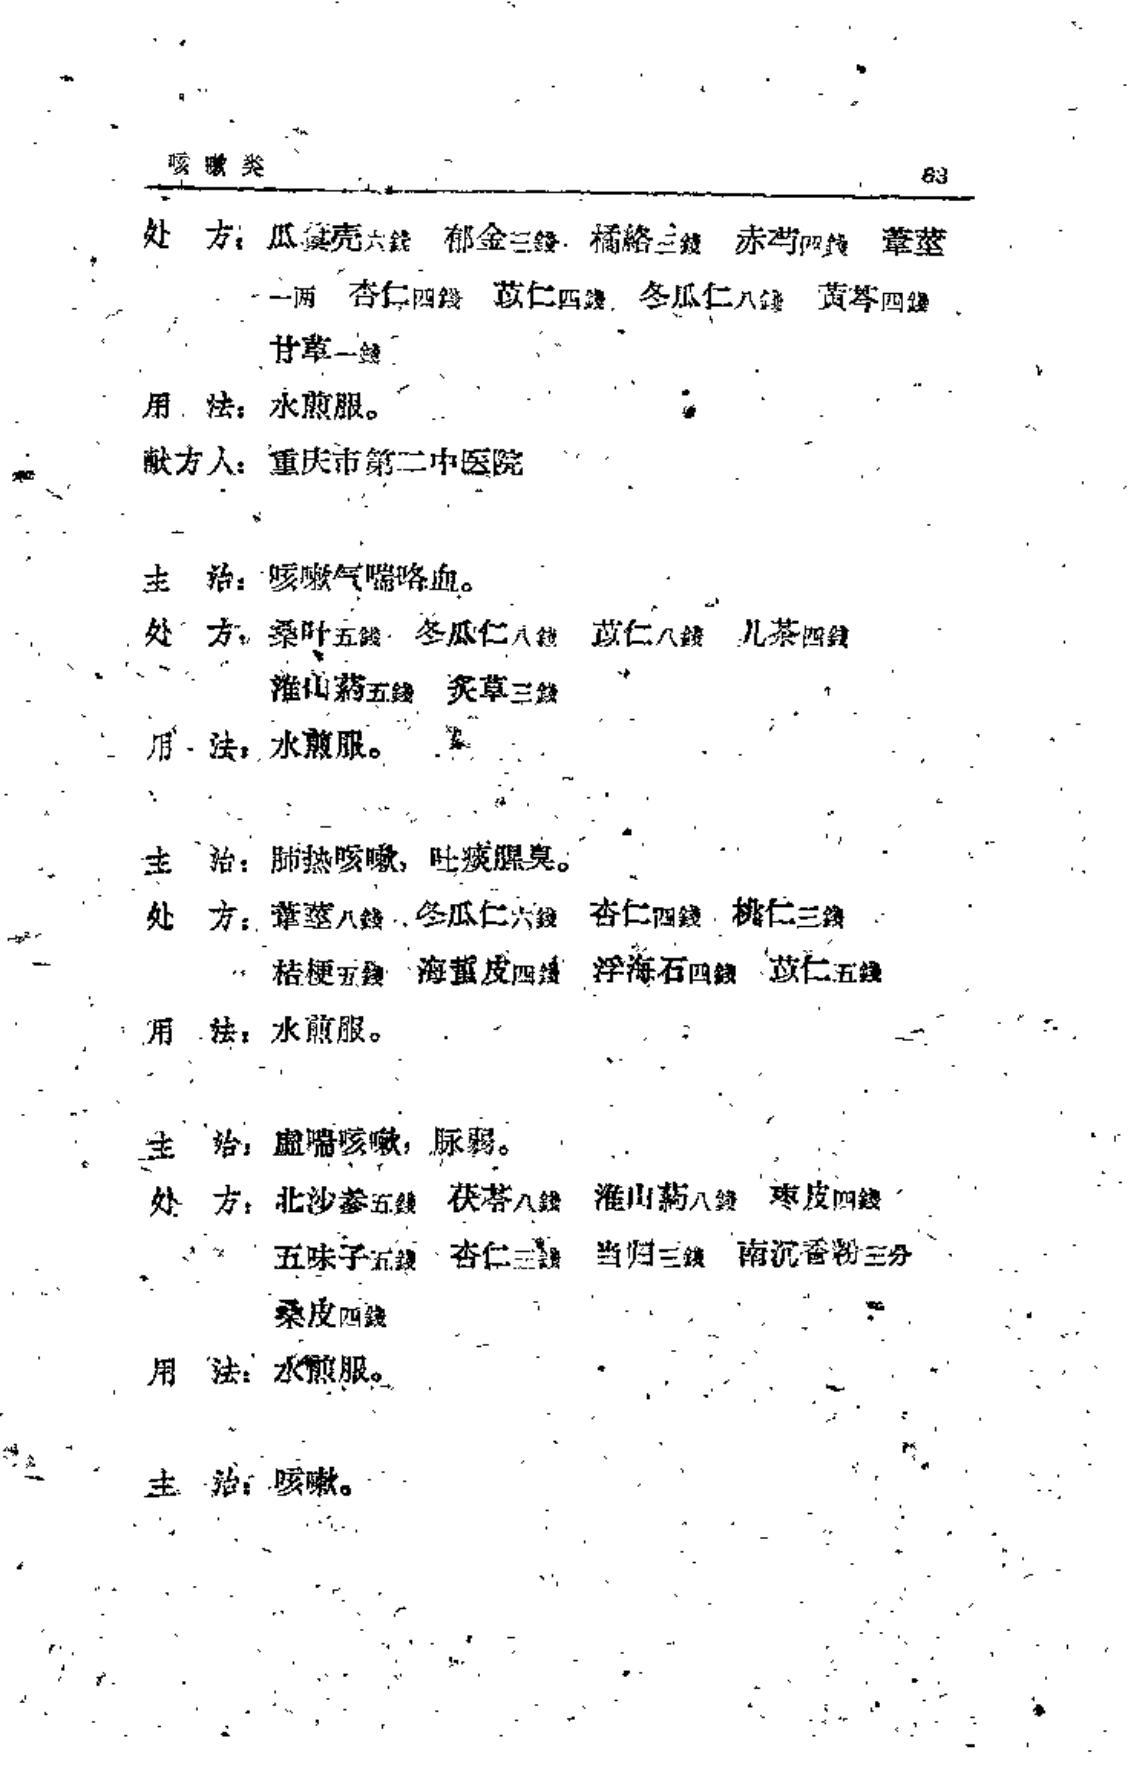 咳嗽类 63
处 方：瓜蒌壳六錢 郁金三錢 橘絡三錢 赤芍四錢 葦莖
一两 杏仁四錢 苡仁四錢 冬瓜仁八錢 黃芩四錢
甘草一錢
用 法：水煎服。
献方人：重庆市第二中医院
主 治：咳嗽气喘咯血。
处 方：桑叶五錢 冬瓜仁八錢 苡仁八錢 儿茶四錢
淮山葯五錢 炙草三錢
用 法：水煎服。
主 治：肺热咳嗽，吐痰腥臭。
处 方：葦莖八錢 冬瓜仁六錢 杏仁四錢 桃仁三錢
桔梗五錢 海蜇皮四錢 浮海石四錢 苡仁五錢
用 法：水煎服。
主 治：虛喘咳嗽，脉弱。
处 方：北沙參五錢 茯苓八錢 淮山葯八錢 枣皮四錢
五味子五錢 杏仁三錢 当归三錢 南沉香粉三分
桑皮四錢
用 法：水煎服。
主 治：咳嗽。